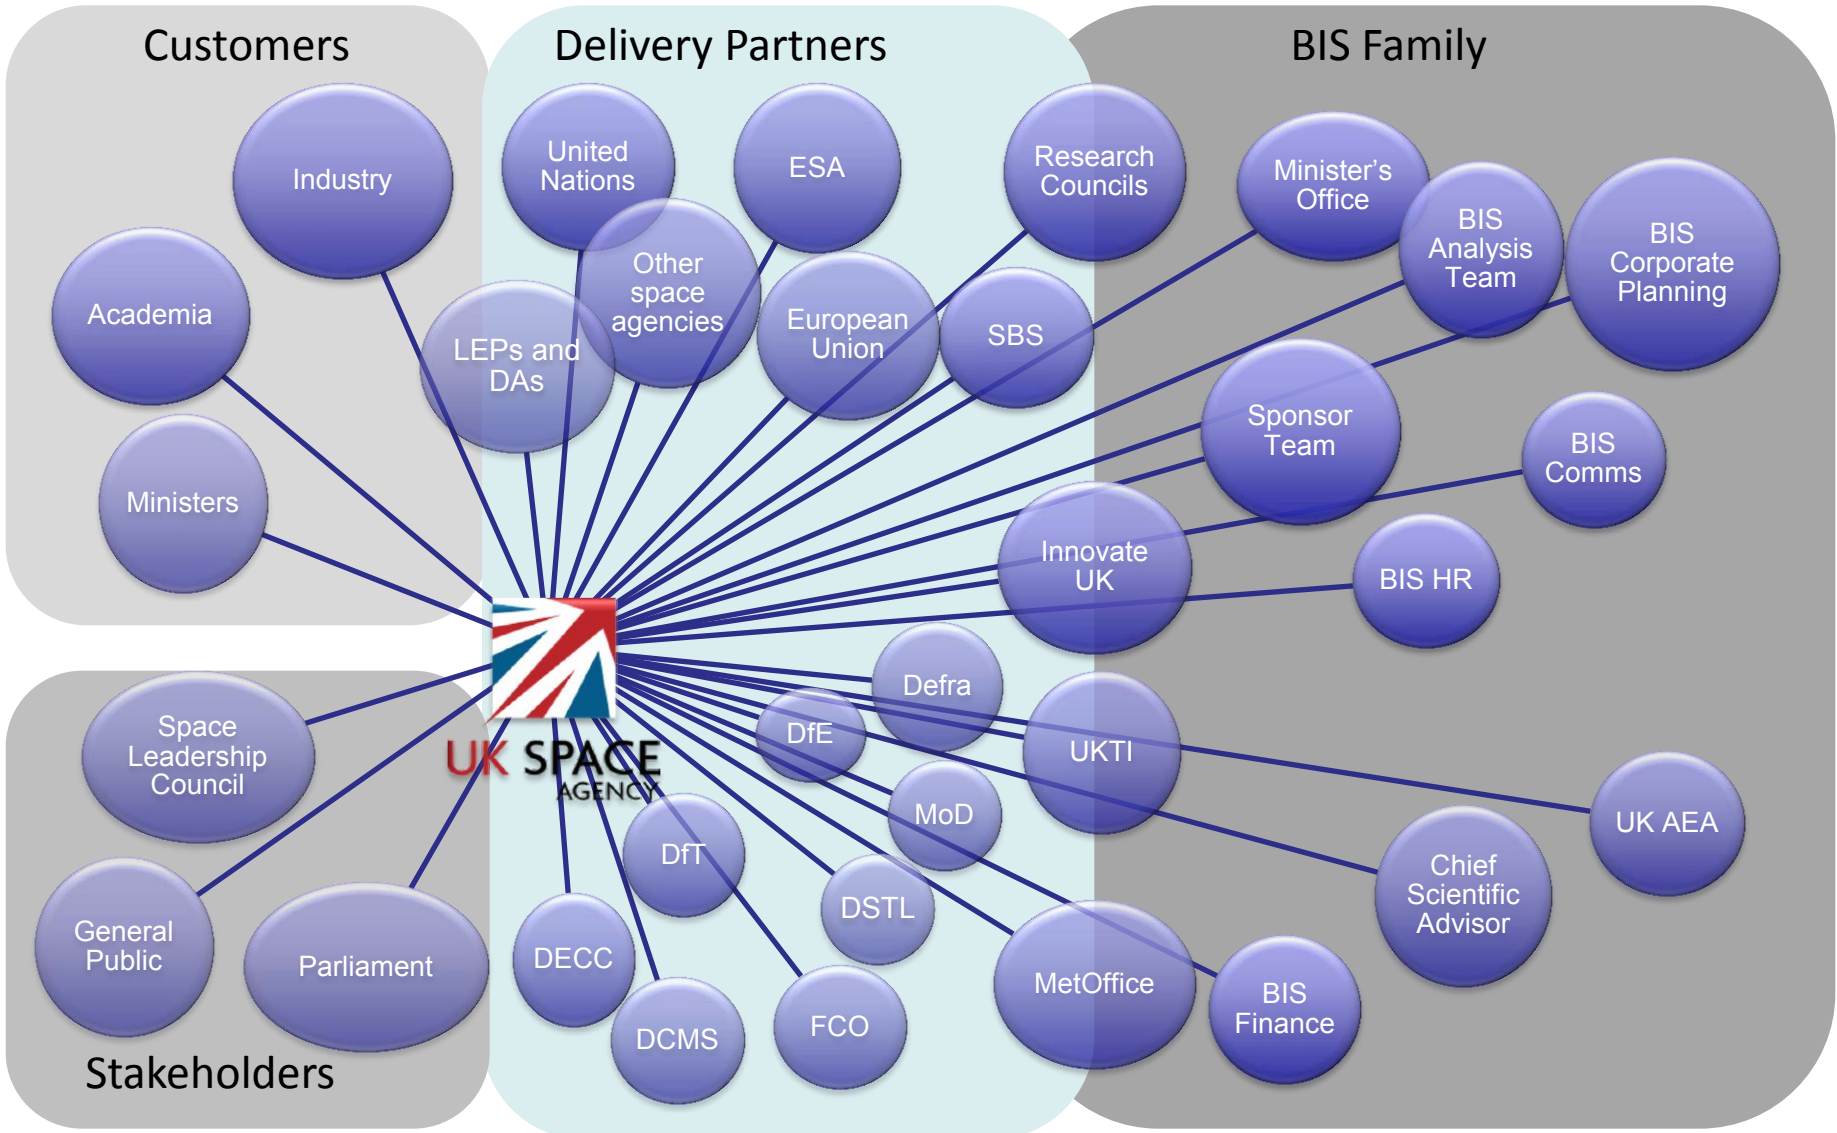 Customers
Delivery Partners
BIS Family
Industry
Academia
Ministers
United
Nations
ESA
Other
space
agencies
LEPs and
DAs
European
Union
SBS
Research
Councils
Minister's
Office
BIS
Analysis
Team
BIS
Corporate
Planning
Sponsor
Team
BIS
Comms
Innovate
UK
BIS HR
UK SPACE
AGENCY
Defra
DfE
UKTI
MoD
UK AEA
Chief
Scientific
Advisor
DfT
DSTL
DECC
DCMS
FCO
MetOffice
BIS
Finance
Space
Leadership
Council
General
Public
Parliament
Stakeholders